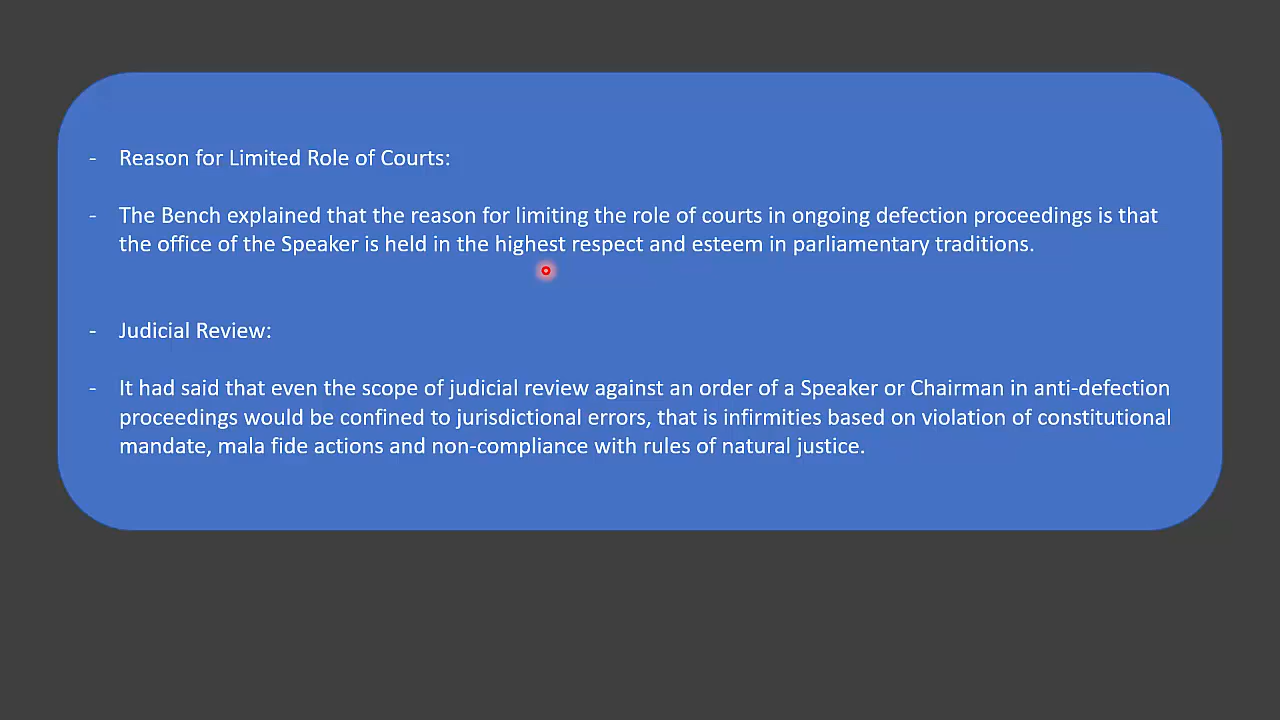 - Reason for Limited Role of Courts:
- The Bench explained that the reason for limiting the role of courts in ongoing defection proceedings is that
the office of the Speaker is held in the highest respect and esteem in parliamentary traditions.
- Judicial Review:
- It had said that even the scope of judicial review against an order of a Speaker or Chairman in anti-defection
proceedings would be confined to jurisdictional errors, that is infirmities based on violation of constitutional
mandate, mala fide actions and non-compliance with rules of natural justice.